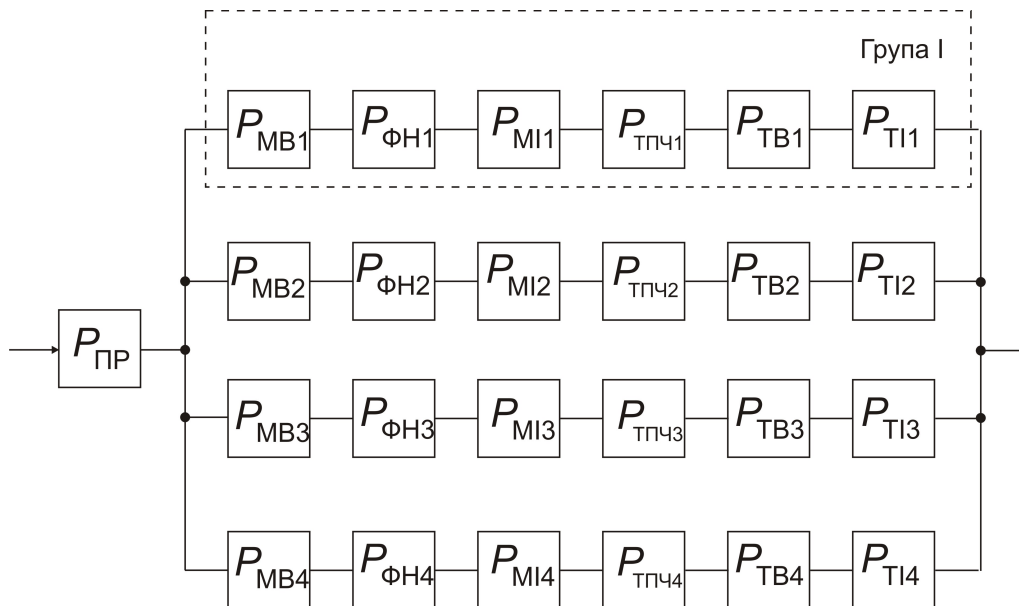 Група І
PМВ1 PФН1 PМІ1 PТПЧ1 PТВ1 PТІ1
PМВ2 PФН2 PМІ2 PТПЧ2 PТВ2 PТІ2
PПР
PМВ3 PФН3 PМІ3 PТПЧ3 PТВ3 PТІ3
PМВ4 PФН4 PМІ4 PТПЧ4 PТВ4 PТІ4